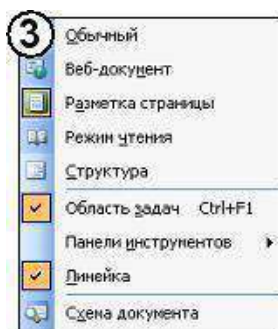 3
Обычный
Веб-документ
Разметка страницы
Режим чтения
Структура
Область задач Ctrl+F1
Панели инструментов
Линейка
Схема документа